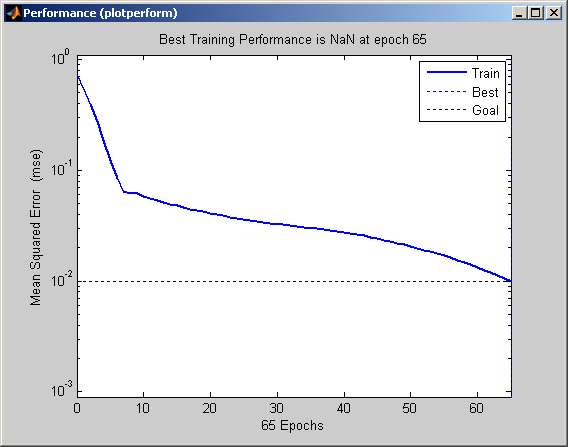 Performance (plotperform)
Best Training Performance is NaN at epoch 65
10^0
10^-1
10^-2
10^-3
Mean Squared Error (mse)
Train
Best
Goal
0 10 20 30 40 50 60
65 Epochs